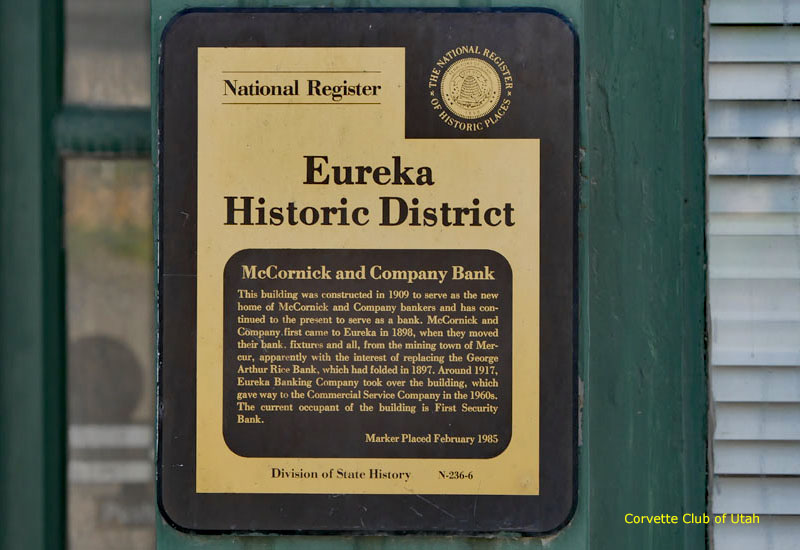 National Register
THE NATIONAL REGISTER
OF HISTORIC PLACES
Eureka
Historic District
McCornick and Company Bank
This building was constructed in 1909 to serve as the new
home of McCornick and Company bankers and has con-
tinued to the present to serve as a bank. McCornick and
Company first came to Eureka in 1898, when they moved
their bank, fixtures and all, from the mining town of Mer-
cur, apparently with the interest of replacing the George
Arthur Rice Bank, which had folded in 1897. Around 1917,
Eureka Banking Company took over the building, which
gave way to the Commercial Service Company in the 1960s.
The current occupant of the building is First Security
Bank.
Marker Placed February 1985
Division of State History N-236-6
Corvette Club of Utah